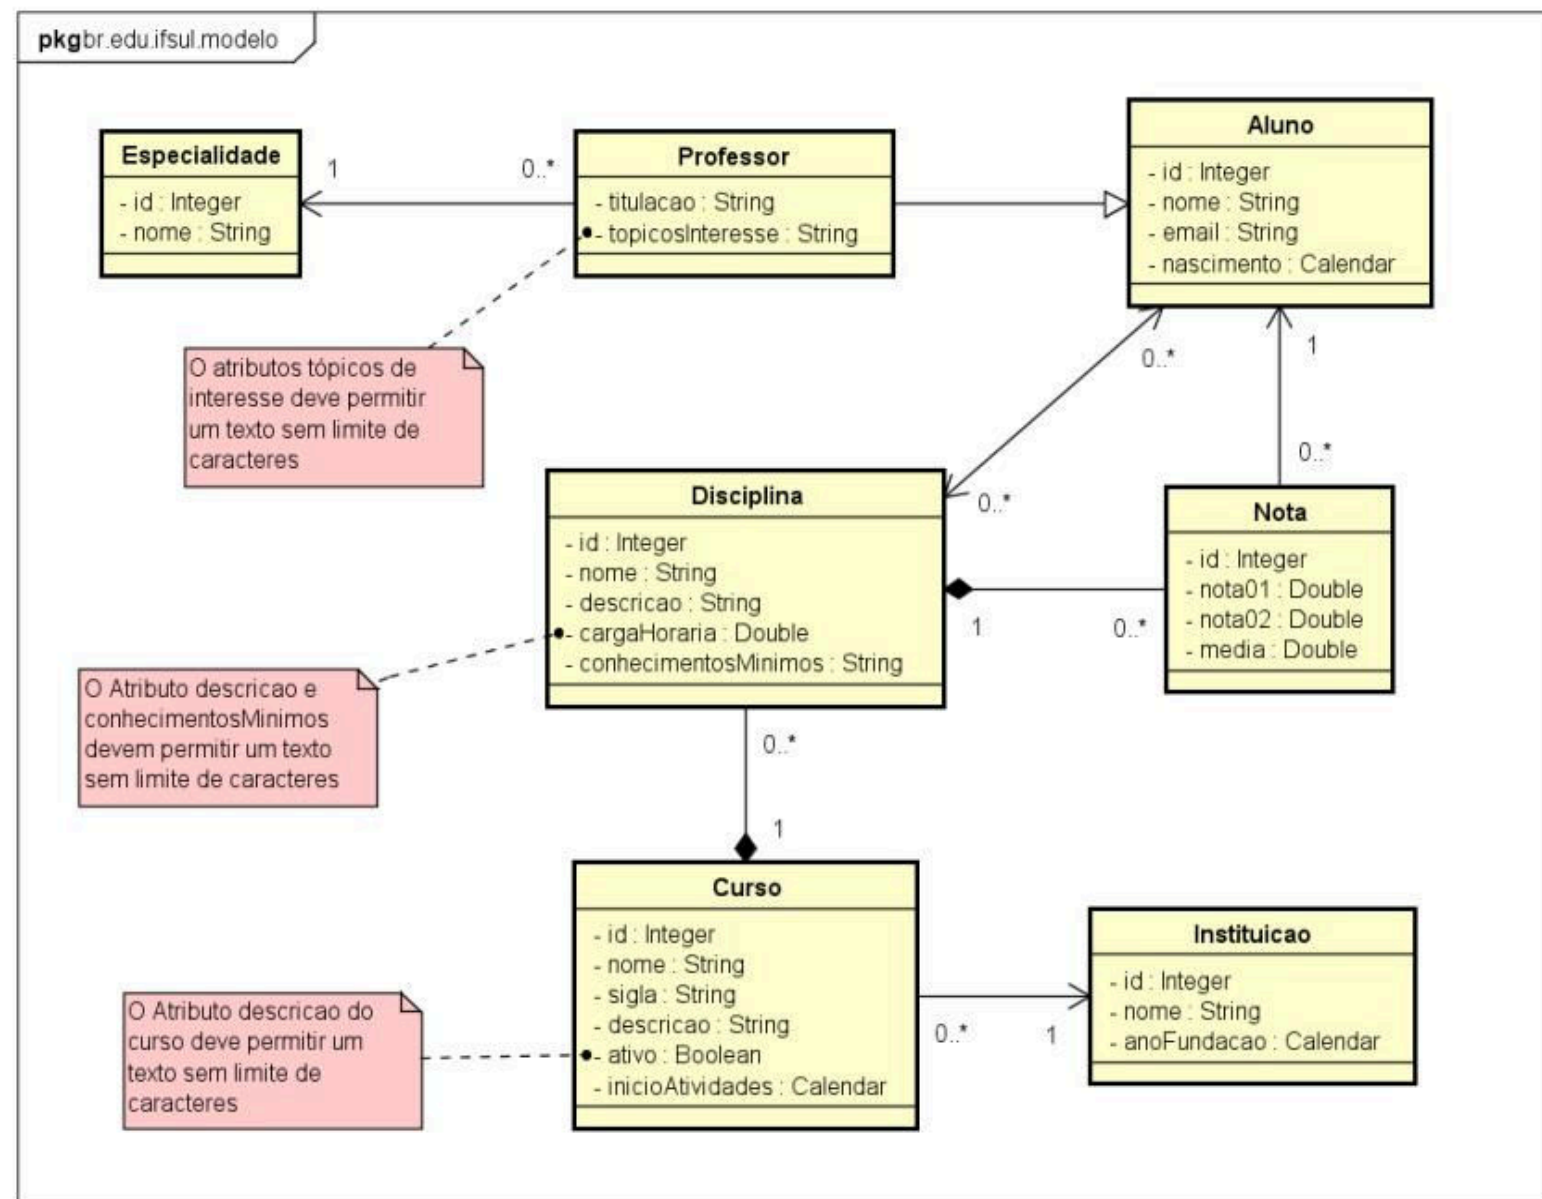 pkgbr.edu.ifsul.modelo
Especialidade
- id : Integer
- nome : String
1
0..*
Professor
- titulacao : String
- topicosInteresse : String
Aluno
- id : Integer
- nome : String
- email : String
- nascimento : Calendar
O atributos tópicos de
interesse deve permitir
um texto sem limite de
caracteres
0..*
1
0..*
0..*
Disciplina
- id : Integer
- nome : String
- descricao : String
- cargaHoraria : Double
- conhecimentosMinimos : String
Nota
- id : Integer
- nota01 : Double
- nota02 : Double
- media : Double
1
0..*
O Atributo descricao e
conhecimentosMinimos
devem permitir um texto
sem limite de caracteres
0..*
1
Curso
- id : Integer
- nome : String
- sigla : String
- descricao : String
- ativo : Boolean
- inicioAtividades : Calendar
O Atributo descricao do
curso deve permitir um
texto sem limite de
caracteres
0..*
1
Instituicao
- id : Integer
- nome : String
- anoFundacao : Calendar